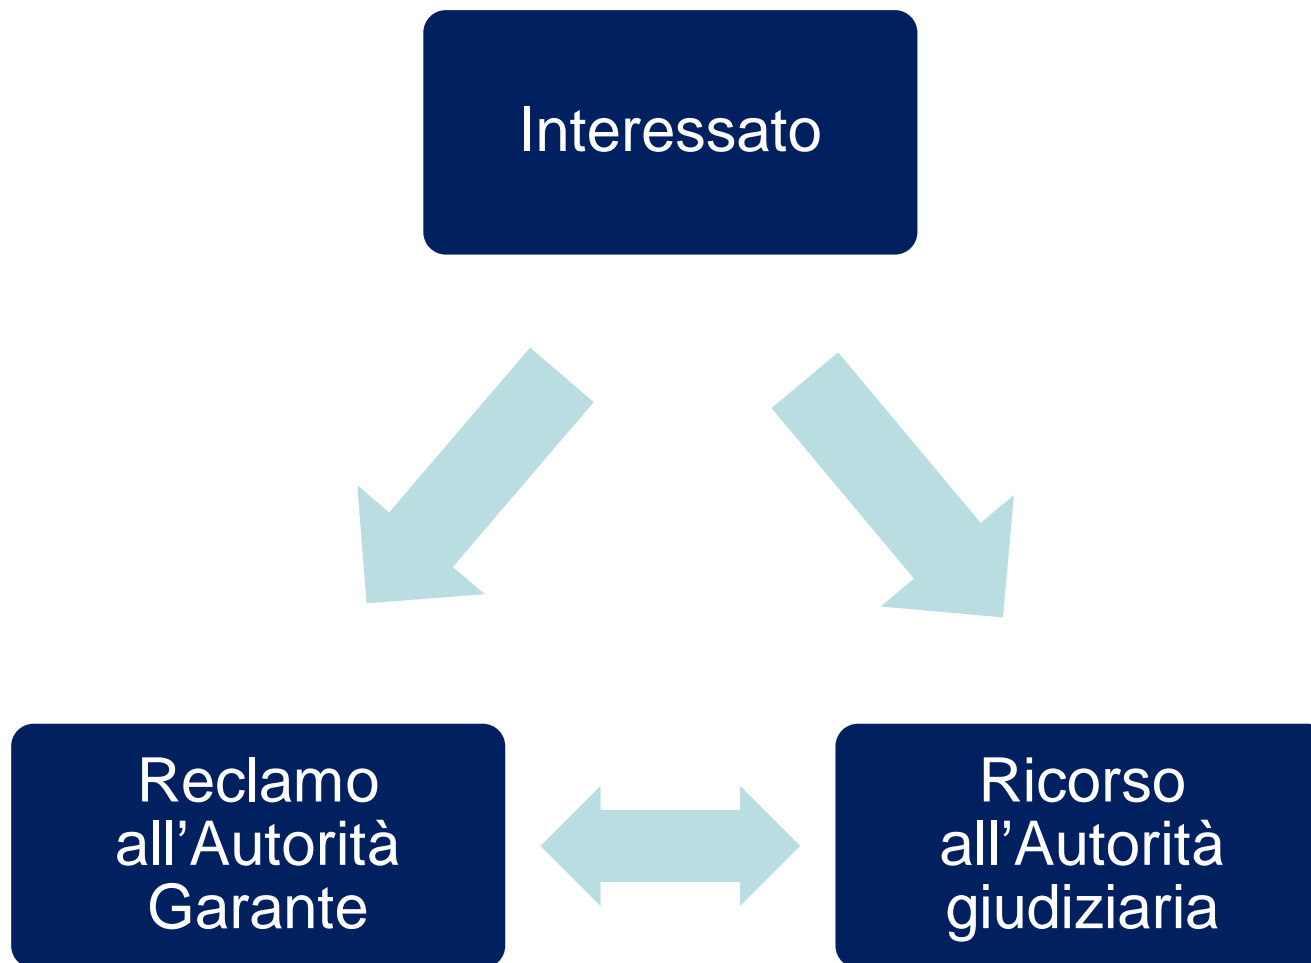 Interessato
Reclamo
all’Autorità
Garante
Ricorso
all’Autorità
giudiziaria